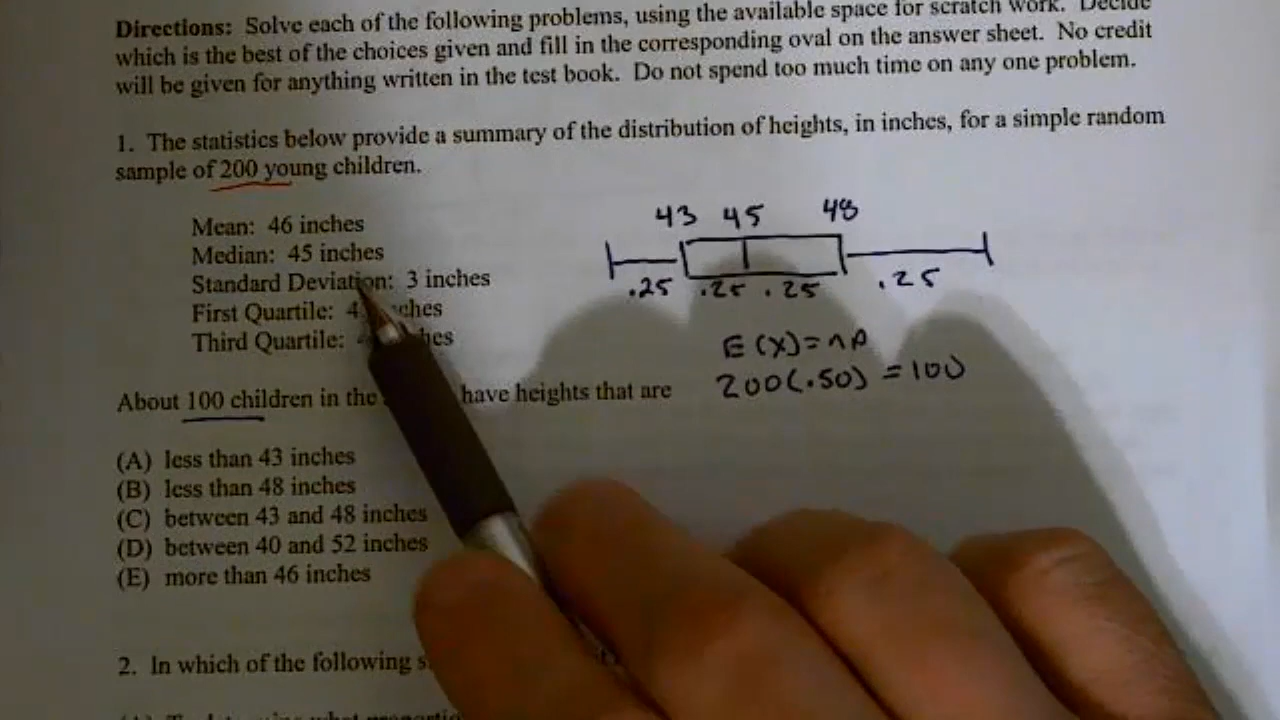 Directions: Solve each of the following problems, using the available space for scratch work. Decide
which is the best of the choices given and fill in the corresponding oval on the answer sheet. No credit
will be given for anything written in the test book. Do not spend too much time on any one problem.
1. The statistics below provide a summary of the distribution of heights, in inches, for a simple random
sample of 200 young children.
Mean: 46 inches
Median: 45 inches
Standard Deviation: 3 inches
First Quartile:
Third Quartile:
43 45 48
.25 .25 .25 .25
E(X)=np
200(.50) = 100
About 100 children in the have heights that are
(A) less than 43 inches
(B) less than 48 inches
(C) between 43 and 48 inches
(D) between 40 and 52 inches
(E) more than 46 inches
2. In which of the following